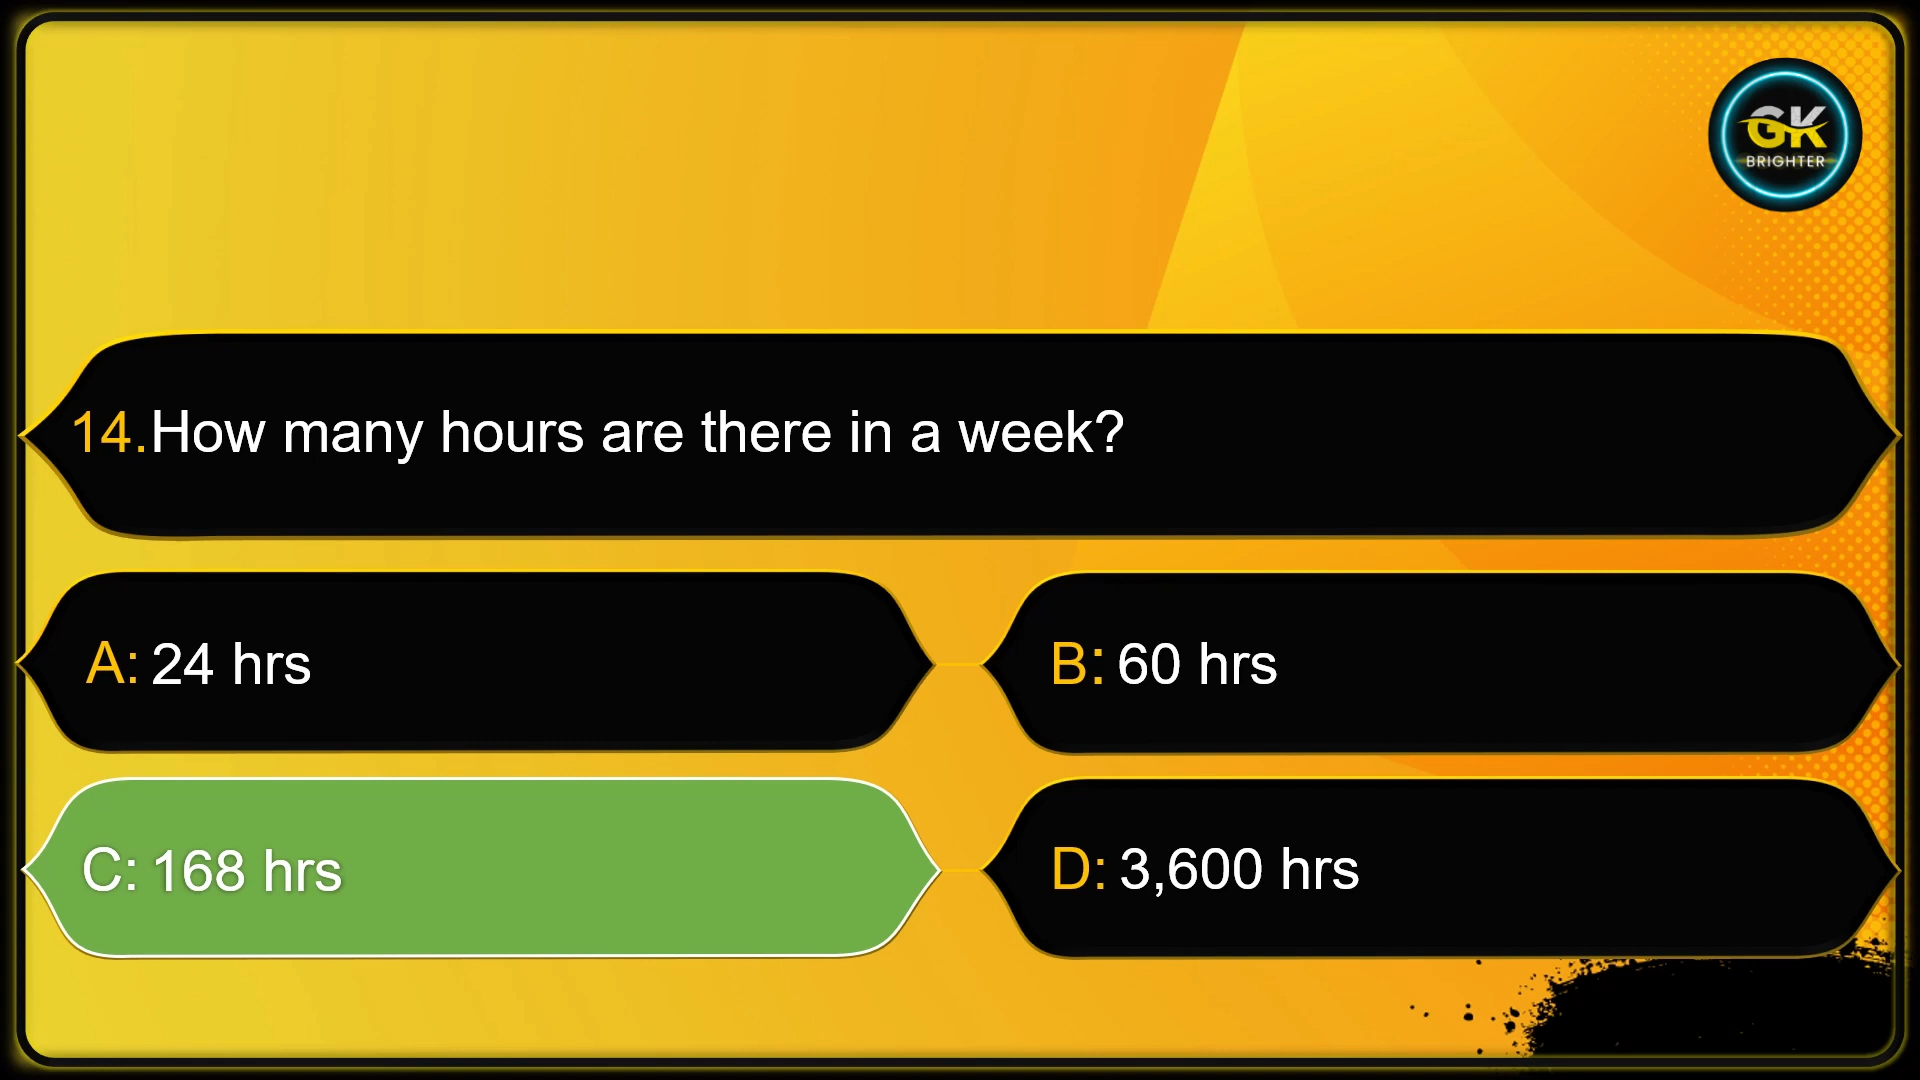 GK
BRIGHTER
14.How many hours are there in a week?
A: 24 hrs
B: 60 hrs
C: 168 hrs
D: 3,600 hrs